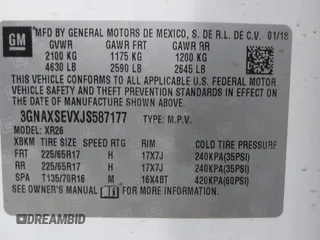 GM
MFD BY GENERAL MOTORS DE MEXICO, S. DE R.L. DE C.V. 01/18
GVWR GAWR FRT GAWR RR
2100 KG 1175 KG 1200 KG
4630 LB 2590 LB 2645 LB
THIS VEHICLE CONFORMS TO ALL APPLICABLE U.S. FEDERAL MOTOR
VEHICLE SAFETY AND THEFT PREVENTION STANDARDS IN EFFECT ON
THE DATE OF MANUFACTURE SHOWN ABOVE.
3GNAXSEVXJS587177 TYPE: M.P.V.
MODEL: XR26
XBKM TIRE SIZE SPEED RTG RIM COLD TIRE PRESSURE
FRT 225/65R17 H 17X7J 240KPA(35PSI)
RR 225/65R17 H 17X7J 240KPA(35PSI)
SPA T135/70R16 M 16X4BT 420KPA(60PSI)
SEE OWNER'S MANUAL FOR ADDITIONAL INFORMATION.
© DREAMBID DREAMBID.COM